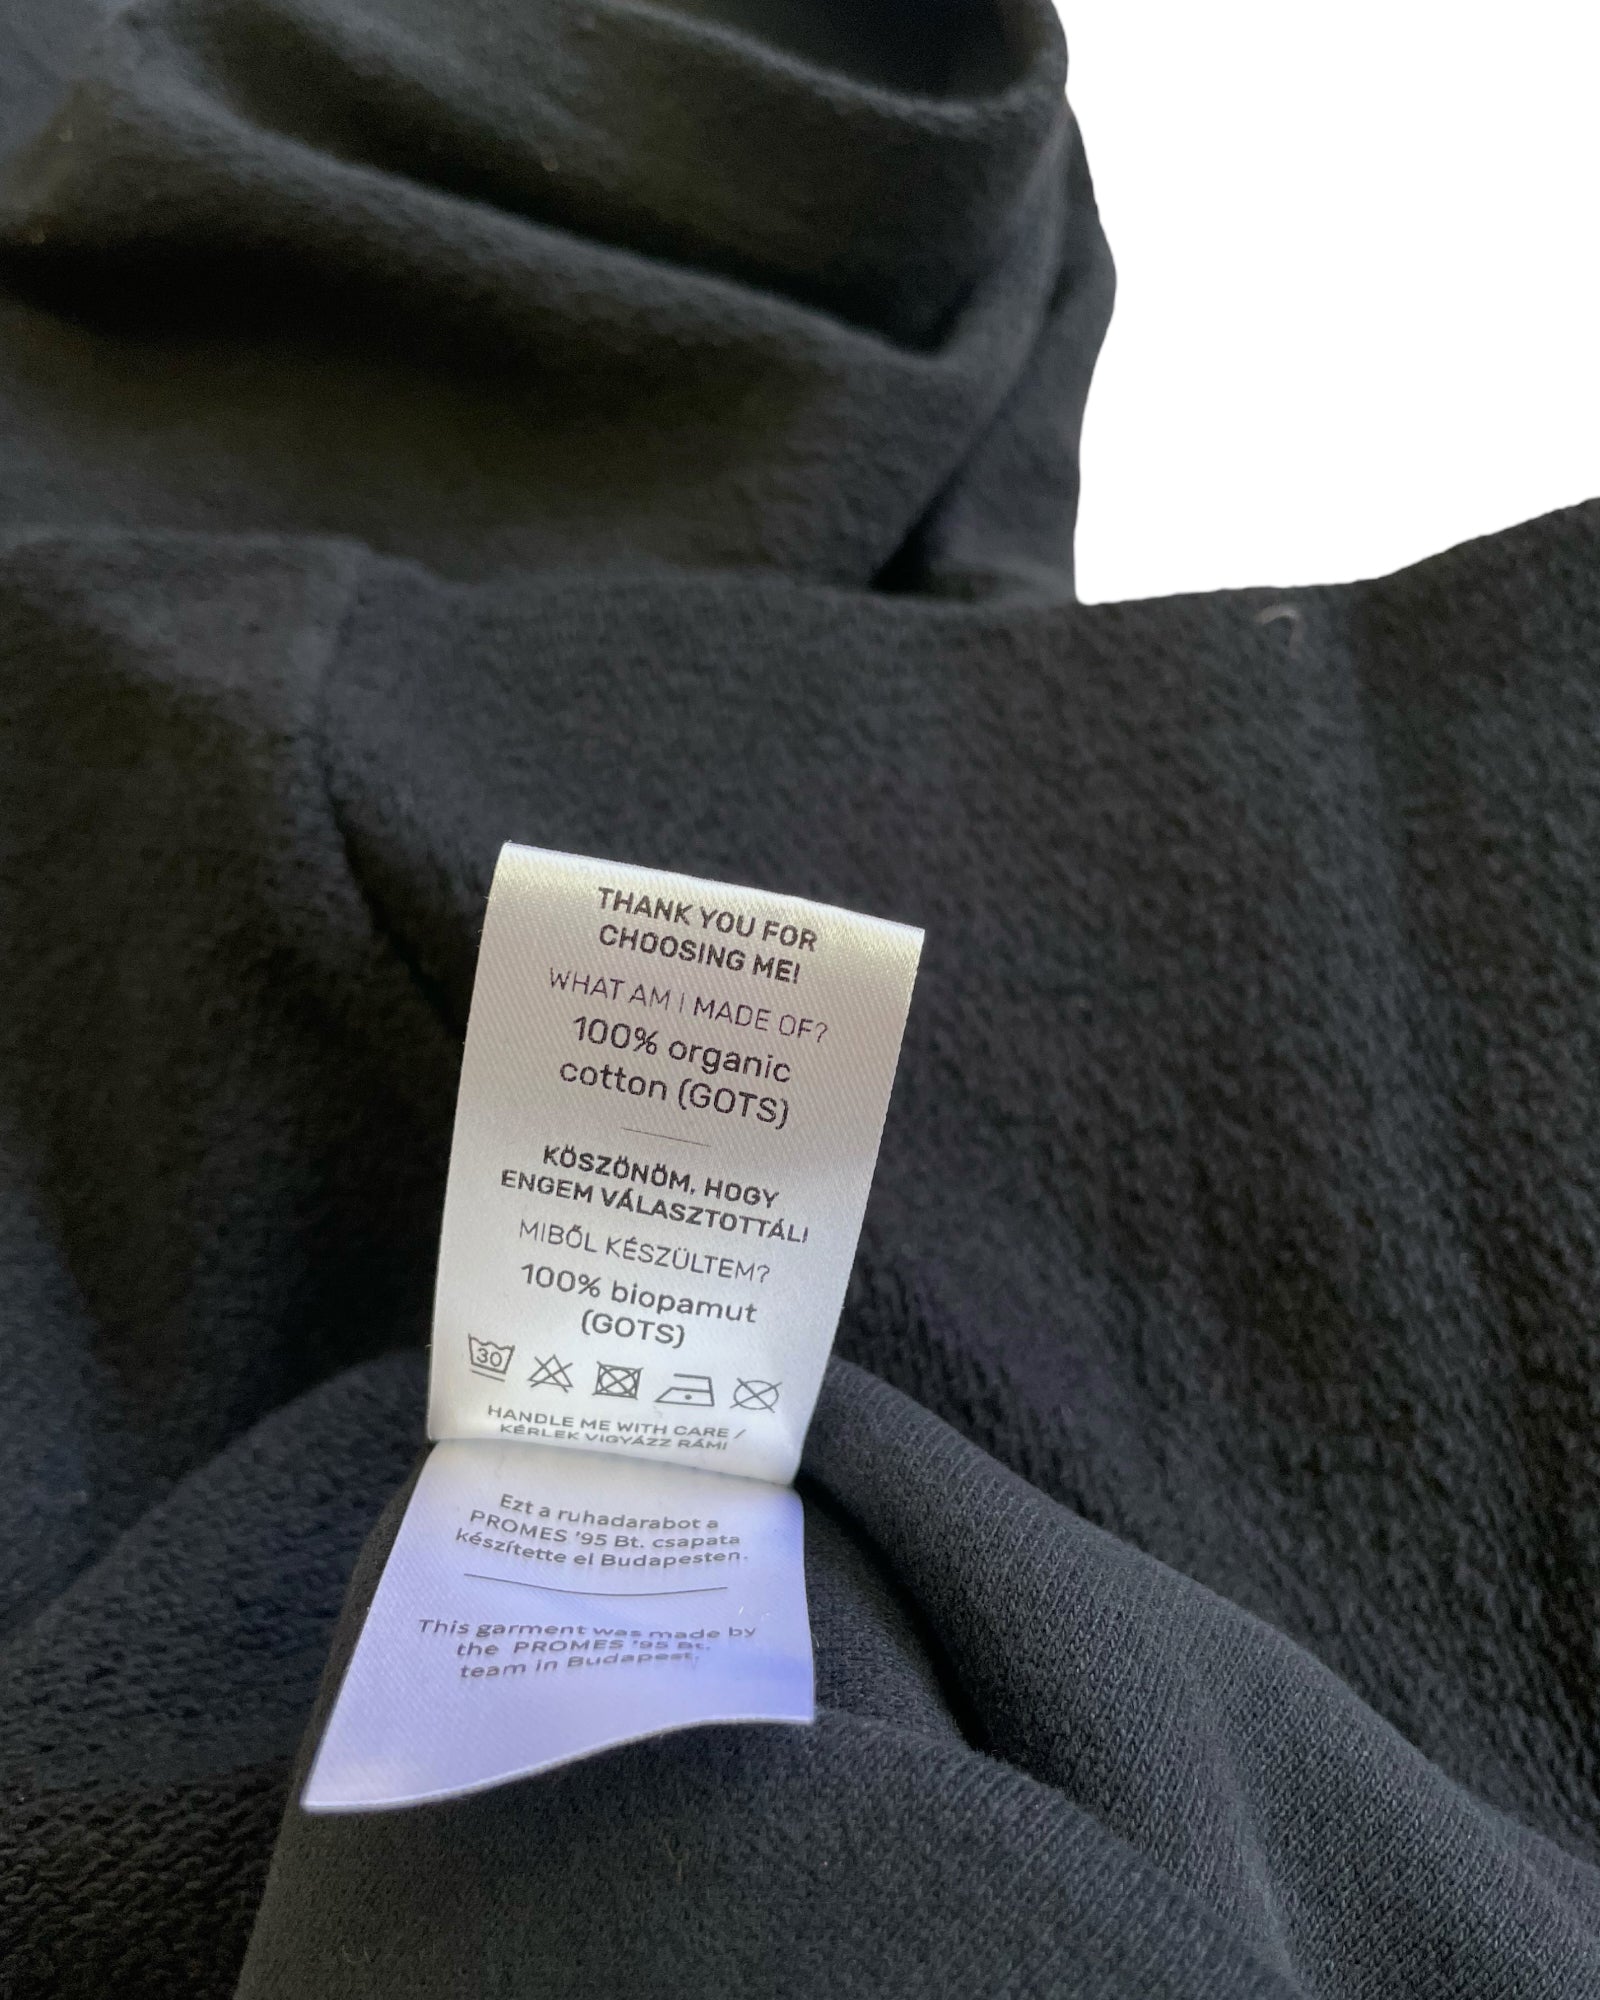 THANK YOU FOR
CHOOSING ME!
WHAT AM I MADE OF?
100% organic
cotton (GOTS)
KÖSZÖNÖM, HOGY
ENGEM VÁLASZTOTTÁL!
MIBŐL KÉSZÜLTEM?
100% biopamut
(GOTS)
30
HANDLE ME WITH CARE /
KÉRLEK VIGYÁZZ RÁM!
Ezt a ruhadarabot a
PROMES '95 Bt. csapata
készítette el Budapesten.
This garment was made by
the PROMES '95 Bt.
team in Budapest.